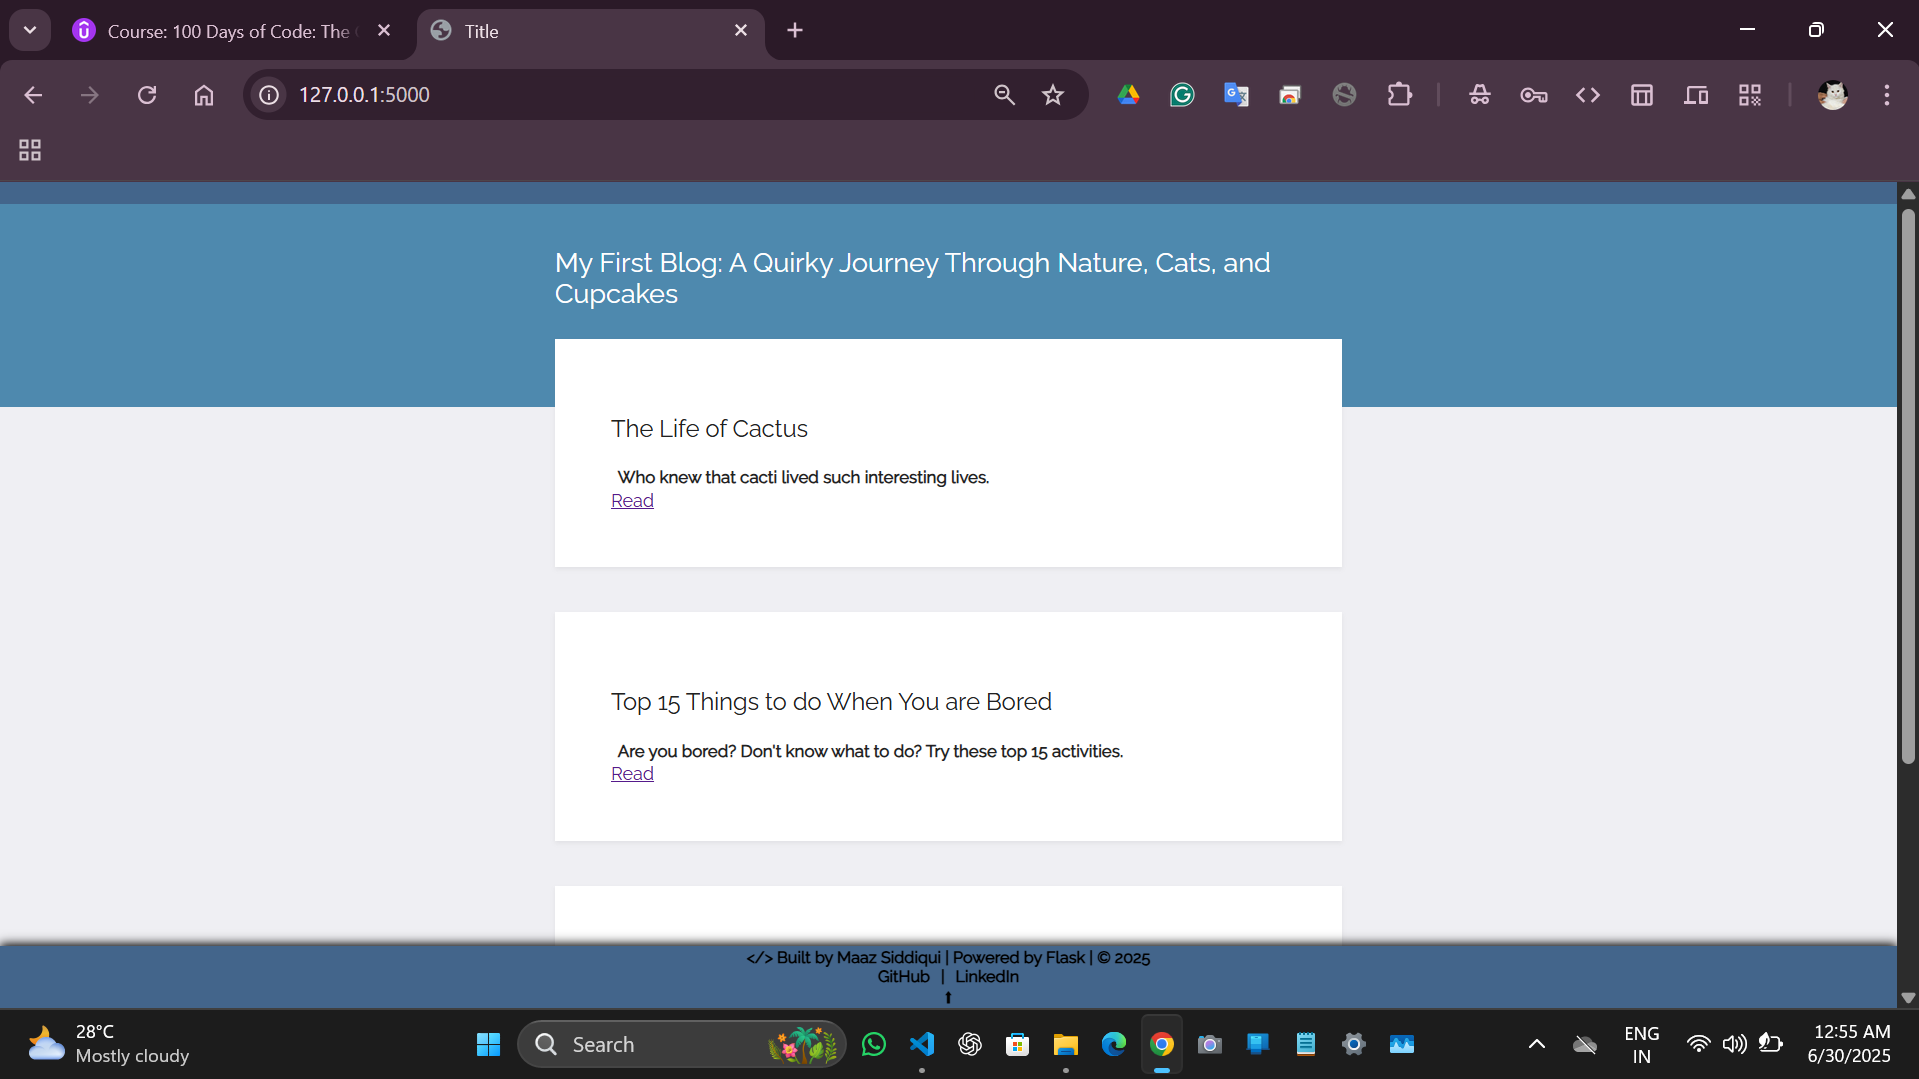 Course: 100 Days of Code: The
Title
127.0.0.1:5000
My First Blog: A Quirky Journey Through Nature, Cats, and
Cupcakes
The Life of Cactus
Who knew that cacti lived such interesting lives.
Read
Top 15 Things to do When You are Bored
Are you bored? Don't know what to do? Try these top 15 activities.
Read
</> Built by Maaz Siddiqui | Powered by Flask | © 2025
GitHub | LinkedIn
⬆
28°C
Mostly cloudy
Search
ENG
IN
12:55 AM
6/30/2025